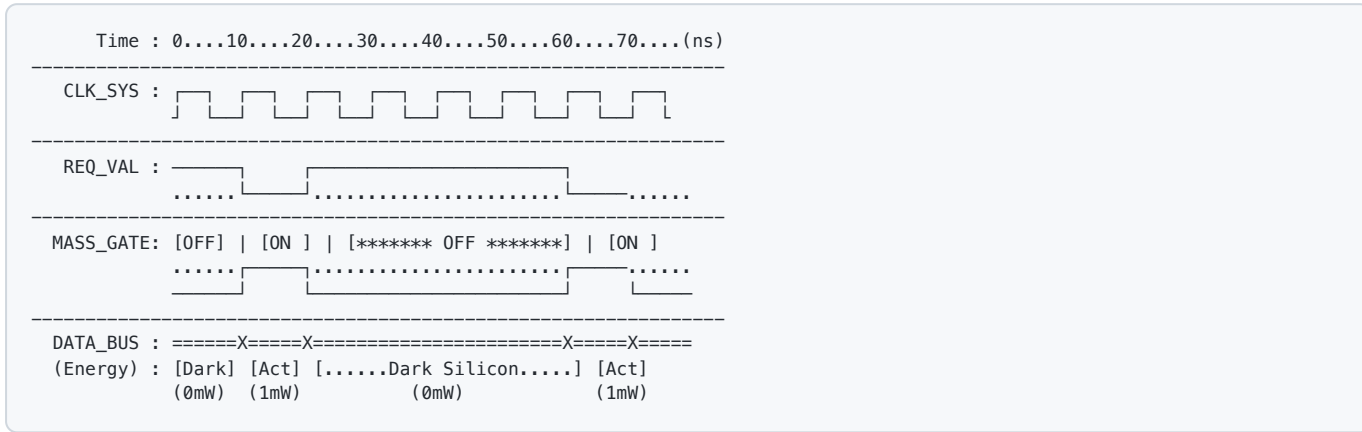 Time : 0....10....20....30....40....50....60....70....(ns)
CLK_SYS :
REQ_VAL :
MASS_GATE: [OFF] | [ON ] | [******* OFF *******] | [ON ]
DATA_BUS : ======X=====X=======================X=====X=====
(Energy) : [Dark] [Act] [......Dark Silicon.....] [Act]
(0mW) (1mW) (0mW) (1mW)